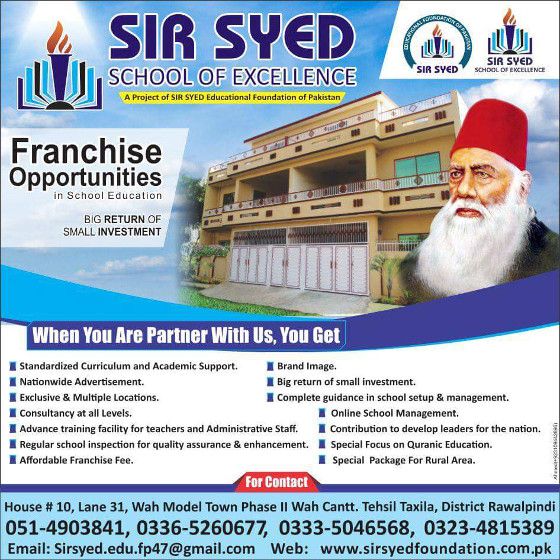 SIR SYED
SCHOOL OF EXCELLENCE
A Project of SIR SYED Educational Foundation of Pakistan
EDUCATIONAL FOUNDATION OF PAKISTAN
SIR SYED
SIR SYED
SCHOOL OF EXCELLENCE
Franchise
Opportunities
in School Education
BIG RETURN OF
SMALL INVESTMENT
When You Are Partner With Us, You Get
Standardized Curriculum and Academic Support.
Nationwide Advertisement.
Exclusive & Multiple Locations.
Consultancy at all Levels.
Advance training facility for teachers and Administrative Staff.
Regular school inspection for quality assurance & enhancement.
Affordable Franchise Fee.
Brand Image.
Big return of small investment.
Complete guidance in school setup & management.
Online School Management.
Contribution to develop leaders for the nation.
Special Focus on Quranic Education.
Special Package For Rural Area.
For Contact
House # 10, Lane 31, Wah Model Town Phase II Wah Cantt. Tehsil Taxila, District Rawalpindi
051-4903841, 0336-5260677, 0333-5046568, 0323-4815389
Email: Sirsyed.edu.fp47@gmail.com Web: www.sirsyedfoundation.com.pk